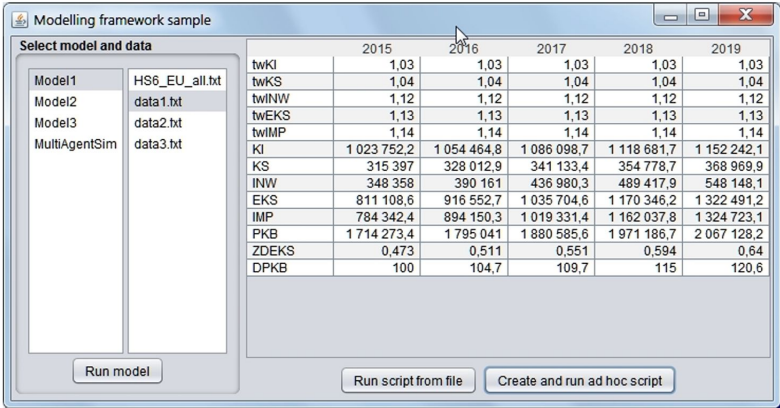 Modelling framework sample
Select model and data
Model1
Model2
Model3
MultiAgentSim
HS6_EU_all.txt
data1.txt
data2.txt
data3.txt
Run model
2015 2016 2017 2018 2019
twKI 1,03 1,03 1,03 1,03 1,03
twKS 1,04 1,04 1,04 1,04 1,04
twINW 1,12 1,12 1,12 1,12 1,12
twEKS 1,13 1,13 1,13 1,13 1,13
twIMP 1,14 1,14 1,14 1,14 1,14
KI 1 023 752,2 1 054 464,8 1 086 098,7 1 118 681,7 1 152 242,1
KS 315 397 328 012,9 341 133,4 354 778,7 368 969,9
INW 348 358 390 161 436 980,3 489 417,9 548 148,1
EKS 811 108,6 916 552,7 1 035 704,6 1 170 346,2 1 322 491,2
IMP 784 342,4 894 150,3 1 019 331,4 1 162 037,8 1 324 723,1
PKB 1 714 273,4 1 795 041 1 880 585,6 1 971 186,7 2 067 128,2
ZDEKS 0,473 0,511 0,551 0,594 0,64
DPKB 100 104,7 109,7 115 120,6
Run script from file
Create and run ad hoc script